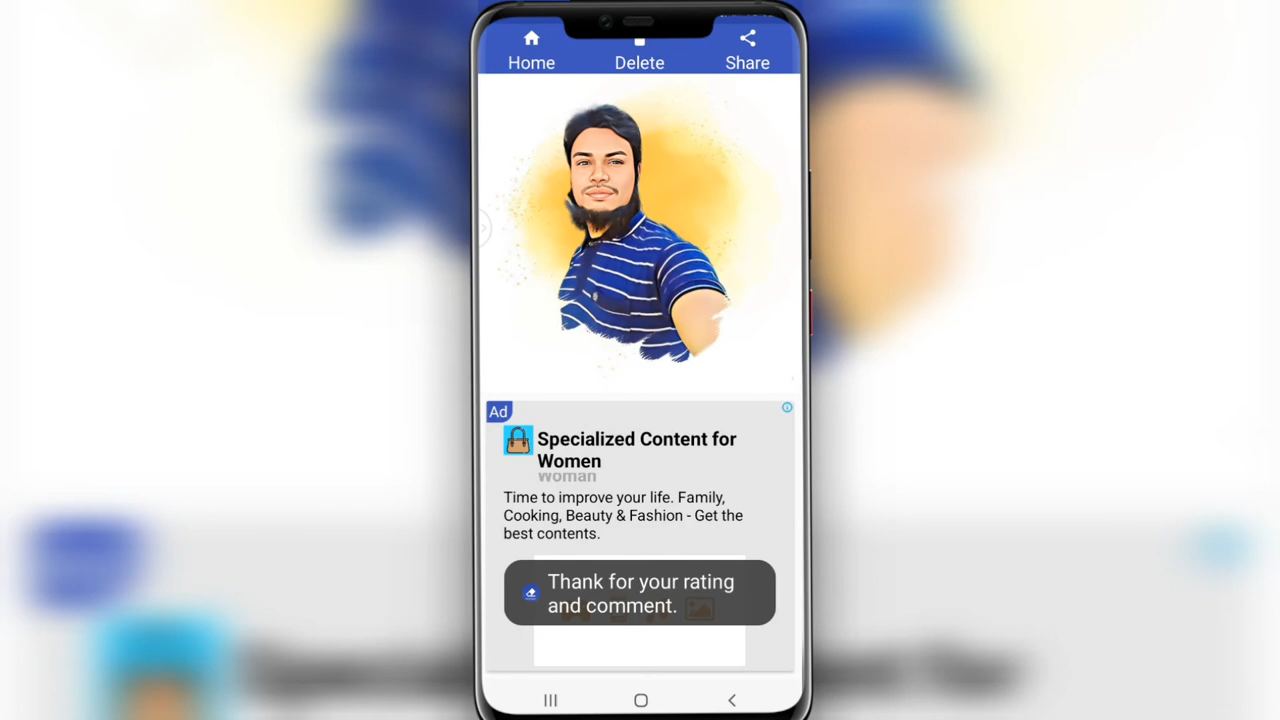 Home
Delete
Share
Ad
Specialized Content for
Women
woman
Time to improve your life. Family,
Cooking, Beauty & Fashion - Get the
best contents.
Thank for your rating
and comment.